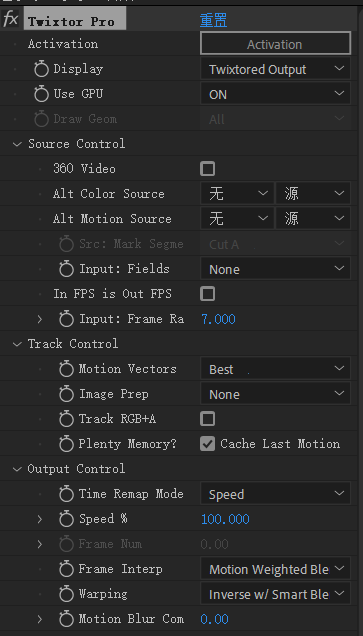 fx Twixtor Pro 重置
Activation Activation
Display Twixtored Output
Use GPU ON
Draw Geom All
Source Control
360 Video
Alt Color Source 无 源
Alt Motion Source 无 源
Src: Mark Segme Cut A
Input: Fields None
In FPS is Out FPS
Input: Frame Ra 7.000
Track Control
Motion Vectors Best
Image Prep None
Track RGB+A
Plenty Memory? Cache Last Motion
Output Control
Time Remap Mode Speed
Speed % 100.000
Frame Num 0.00
Frame Interp Motion Weighted Ble
Warping Inverse w/ Smart Ble
Motion Blur Com 0.00